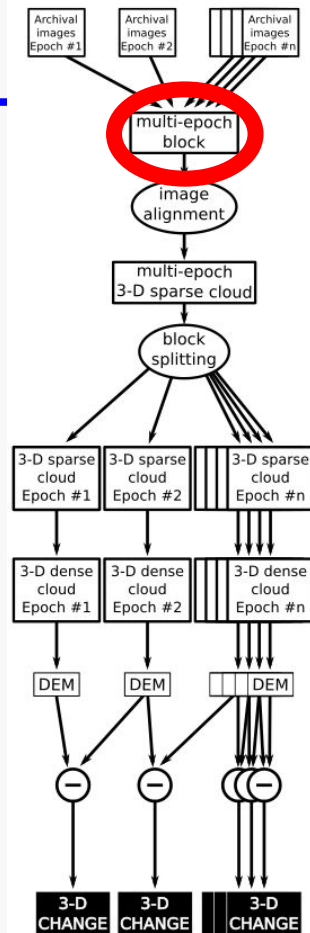 Archival
images
Epoch #1
Archival
images
Epoch #2
Archival
images
Epoch #n
multi-epoch
block
image
alignment
multi-epoch
3-D sparse cloud
block
splitting
3-D sparse
cloud
Epoch #1
3-D sparse
cloud
Epoch #2
3-D sparse
cloud
Epoch #n
3-D dense
cloud
Epoch #1
3-D dense
cloud
Epoch #2
3-D dense
cloud
Epoch #n
DEM
DEM
DEM
−
−
−
3-D
CHANGE
3-D
CHANGE
3-D
CHANGE